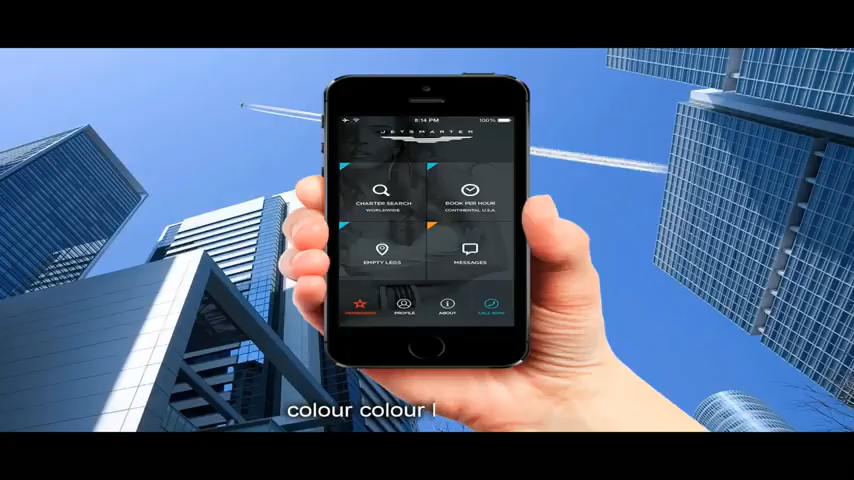 8:14 PM
100%
JETSMARTER
CHARTER SEARCH
WORLDWIDE
BOOK PER HOUR
CONTINENTAL U.S.A.
EMPTY LEGS
MESSAGES
PROFILE
ABOUT
CALL NOW
colour colour l